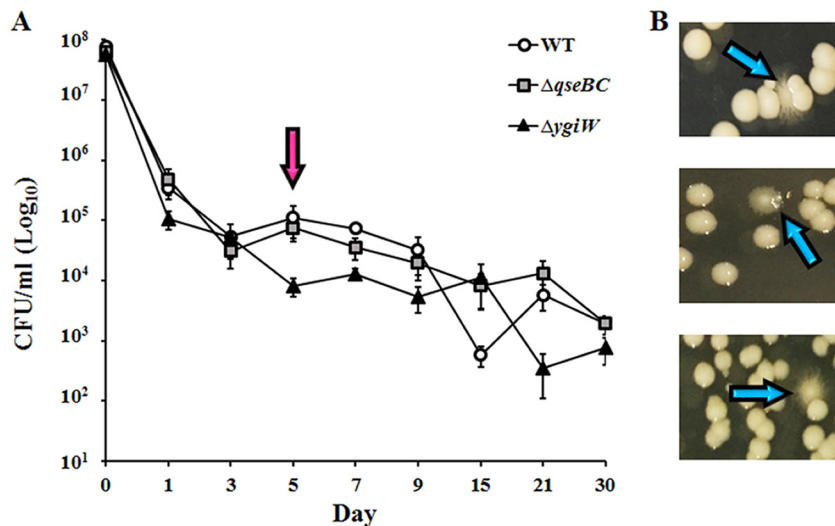 A
B
WT
ΔqseBC
ΔygiW
CFU/ml (Log10)
10⁸
10⁷
10⁶
10⁵
10⁴
10³
10²
10¹
0 1 3 5 7 9 15 21 30
Day